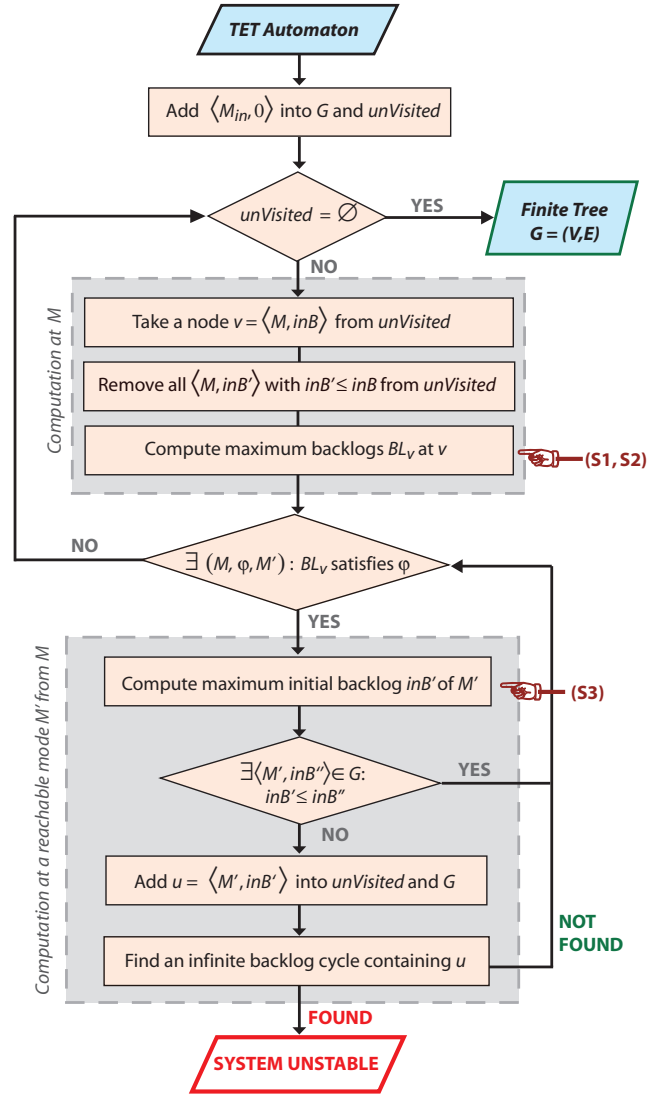 TET Automaton
Add ⟨M_in, 0⟩ into G and unVisited
unVisited = ∅
YES
Finite Tree
G = (V,E)
NO
Computation at M
Take a node v = ⟨M, inB⟩ from unVisited
Remove all ⟨M, inB'⟩ with inB' ≤ inB from unVisited
Compute maximum backlogs BL_v at v
(S1, S2)
NO
∃ (M, φ, M') : BL_v satisfies φ
YES
Computation at a reachable mode M' from M
Compute maximum initial backlog inB' of M'
(S3)
∃⟨M', inB''⟩ ∈ G:
inB' ≤ inB''
YES
NO
Add u = ⟨M', inB'⟩ into unVisited and G
NOT
FOUND
Find an infinite backlog cycle containing u
FOUND
SYSTEM UNSTABLE